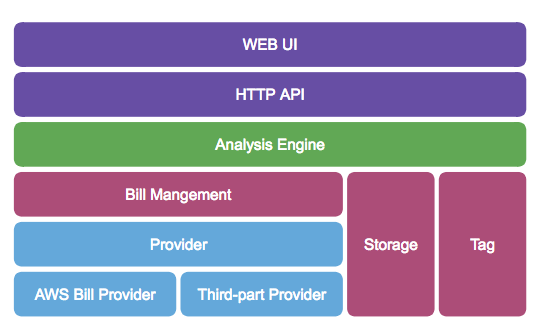 WEB UI
HTTP API
Analysis Engine
Bill Mangement
Provider
Storage
Tag
AWS Bill Provider
Third-part Provider